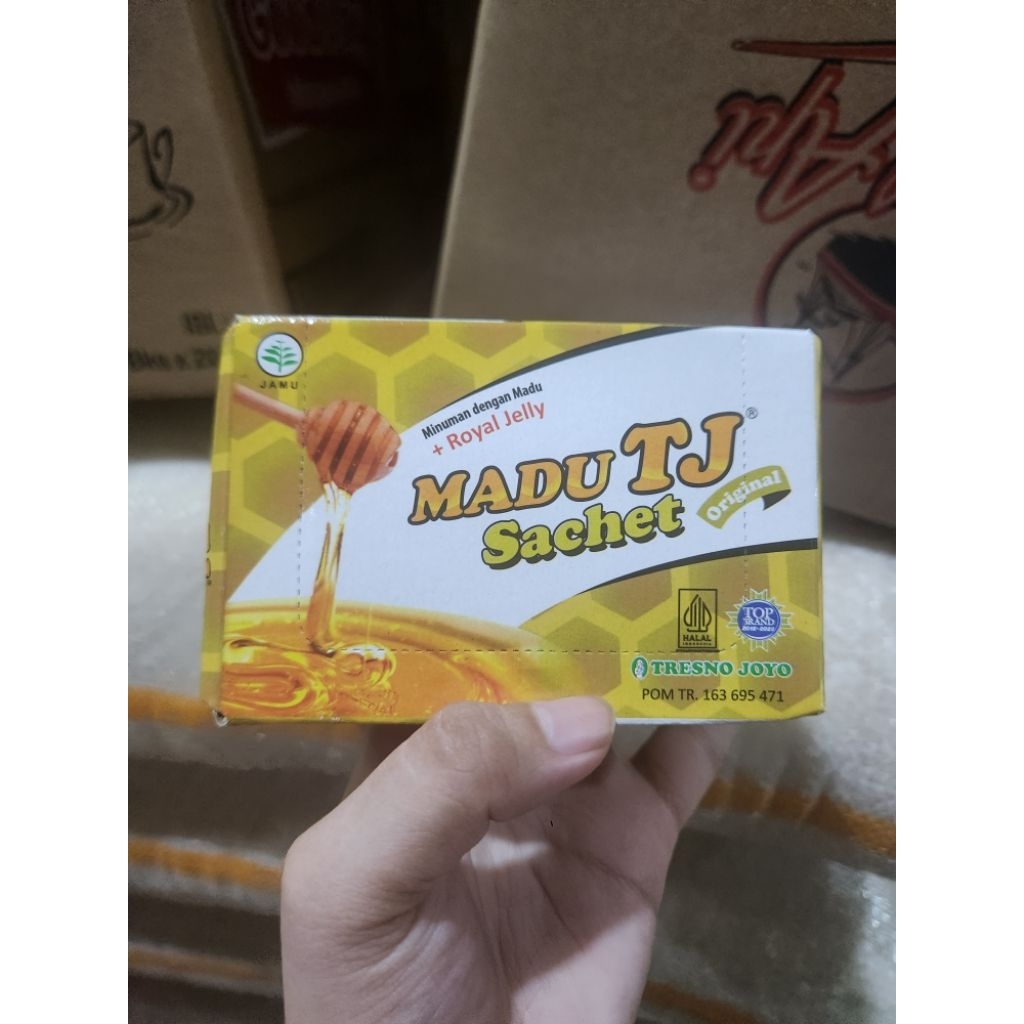 JAMU
Minuman dengan Madu
+ Royal Jelly
MADU TJ®
Sachet
Original
HALAL
INDONESIA
TOP
BRAND
TRESNO JOYO
POM TR. 163 695 471